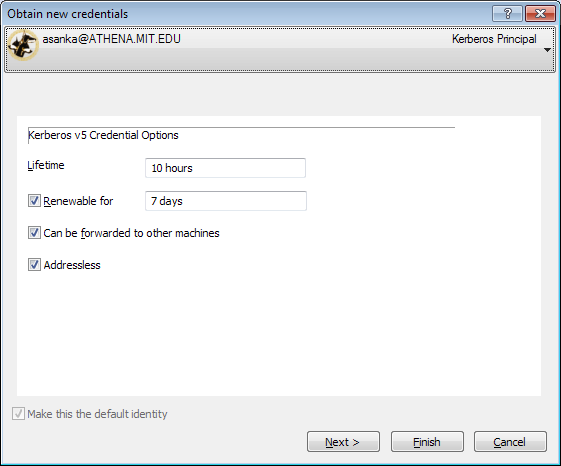 Obtain new credentials
asanka@ATHENA.MIT.EDU Kerberos Principal
Kerberos v5 Credential Options
Lifetime 10 hours
Renewable for 7 days
Can be forwarded to other machines
Addressless
Make this the default identity
Next > Finish Cancel